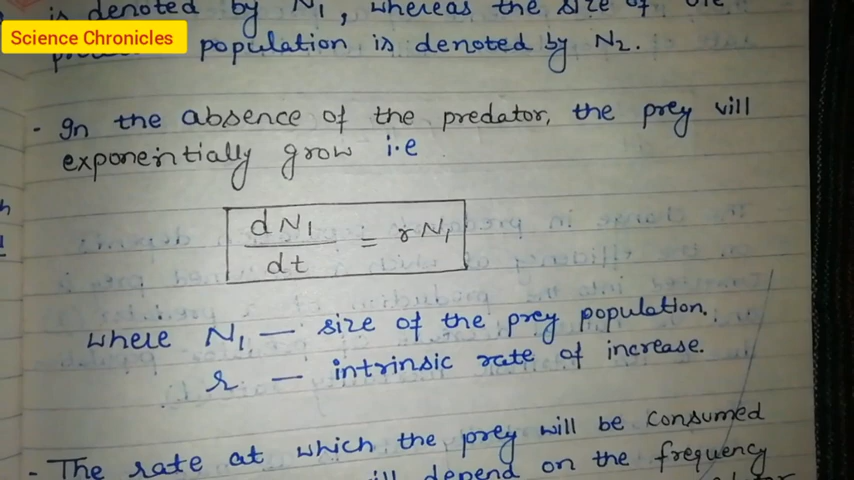 is denoted by N1, whereas the size of the
Science Chronicles
population is denoted by N2.
- In the absence of the predator, the prey will
exponentially grow i.e
dN1
dt
= rN1
where N1 — size of the prey population.
r — intrinsic rate of increase.
- The rate at which the prey will be consumed
will depend on the frequency